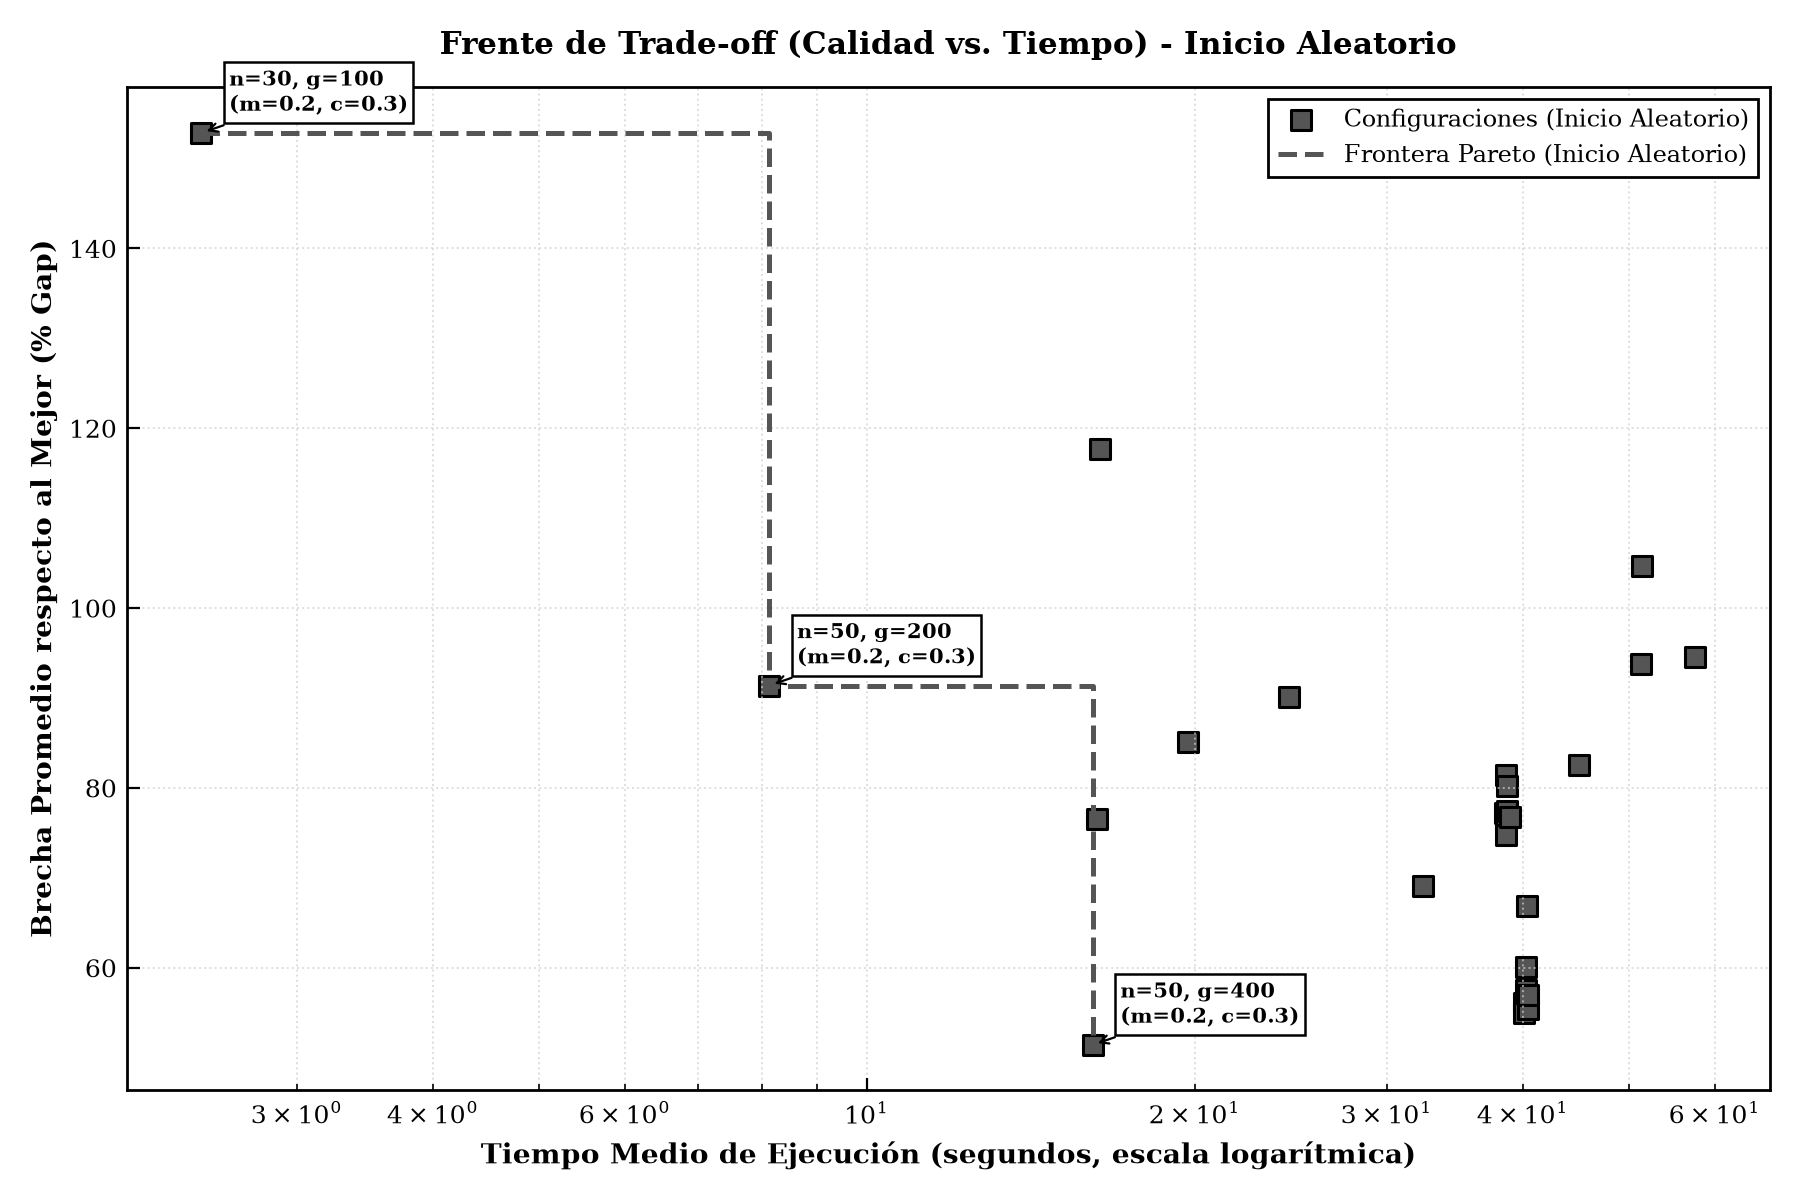 Frente de Trade-off (Calidad vs. Tiempo) - Inicio Aleatorio
n=30, g=100
(m=0.2, c=0.3)
Configuraciones (Inicio Aleatorio)
Frontera Pareto (Inicio Aleatorio)
Brecha Promedio respecto al Mejor (% Gap)
140
120
100
80
60
n=50, g=200
(m=0.2, c=0.3)
n=50, g=400
(m=0.2, c=0.3)
3 × 10⁰ 4 × 10⁰ 6 × 10⁰ 10¹ 2 × 10¹ 3 × 10¹ 4 × 10¹ 6 × 10¹
Tiempo Medio de Ejecución (segundos, escala logarítmica)